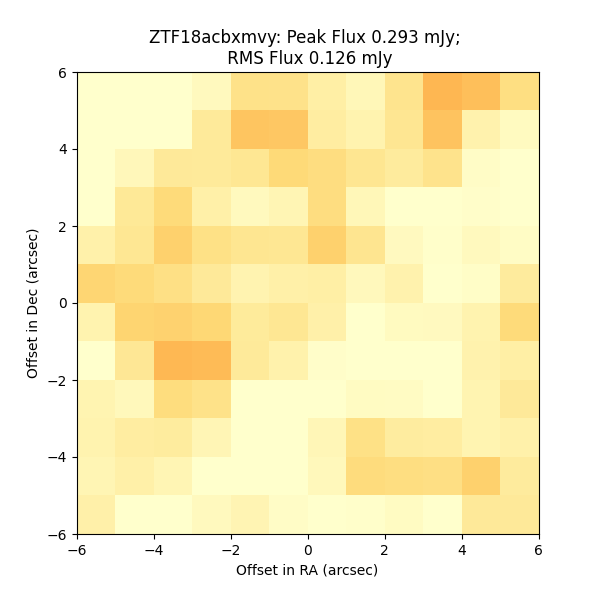 ZTF18acbxmvy: Peak Flux 0.293 mJy;
RMS Flux 0.126 mJy
6
4
2
0
−2
−4
−6
Offset in Dec (arcsec)
−6 −4 −2 0 2 4 6
Offset in RA (arcsec)